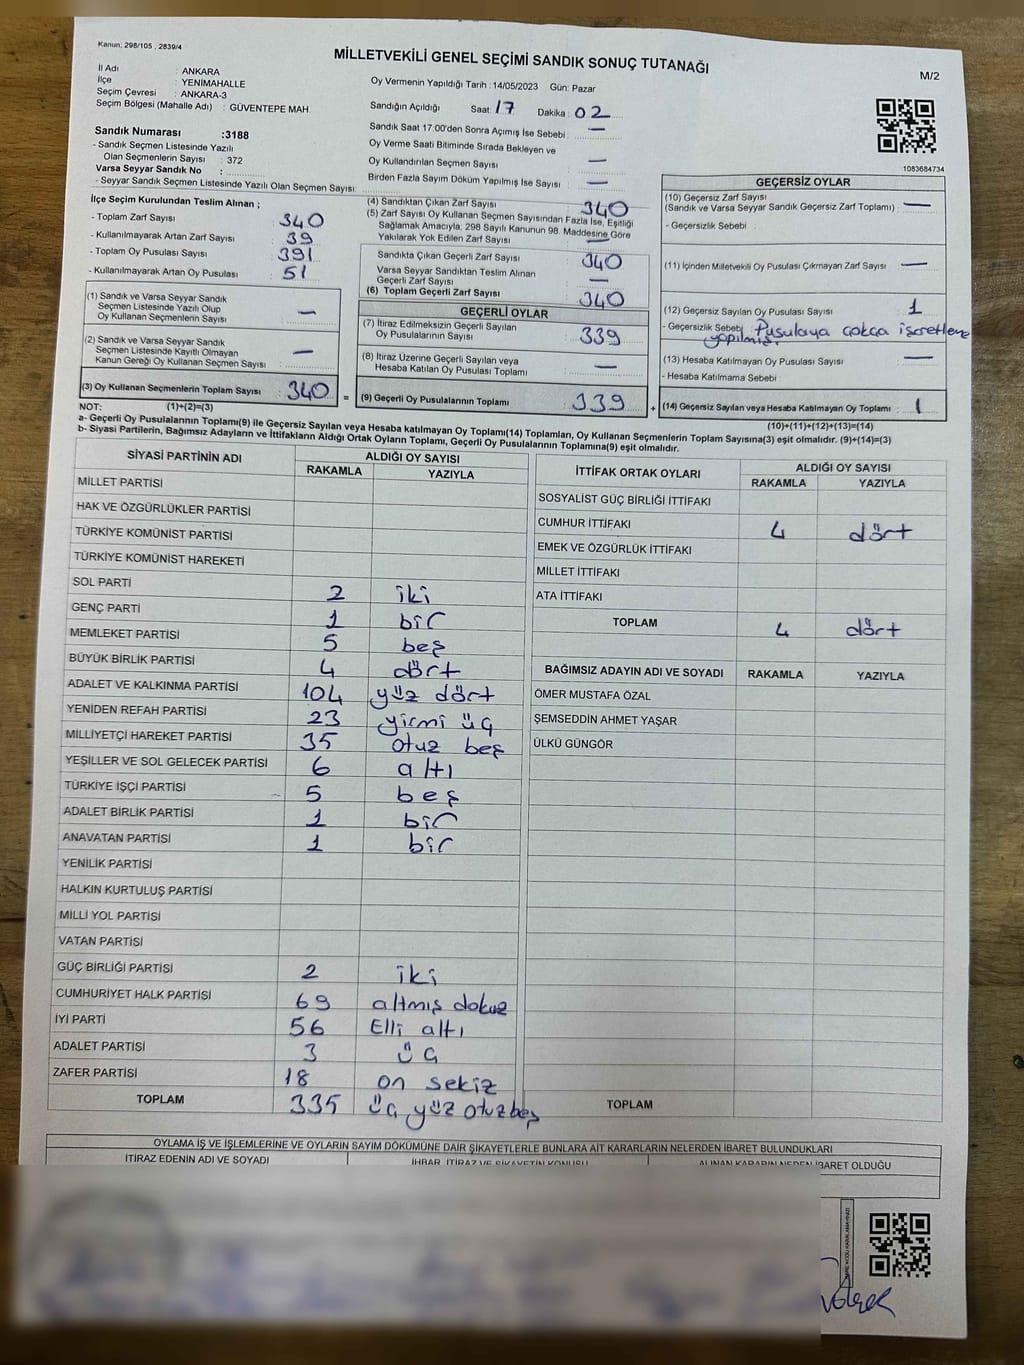 Kanun: 298/105 , 2839/4
MİLLETVEKİLİ GENEL SEÇİMİ SANDIK SONUÇ TUTANAĞI
M/2
İl Adı : ANKARA
İlçe : YENİMAHALLE
Seçim Çevresi : ANKARA-3
Seçim Bölgesi (Mahalle Adı) : GÜVENTEPE MAH
Oy Vermenin Yapıldığı Tarih : 14/05/2023 Gün: Pazar
Sandığın Açıldığı Saat: 17 Dakika : 02
Sandık Saat 17:00'den Sonra Açımış İse Sebebi : —
Oy Verme Saati Bitiminde Sırada Bekleyen ve
Oy Kullandırılan Seçmen Sayısı —
Birden Fazla Sayım Döküm Yapılmış İse Sayısı : —
1083684734
Sandık Numarası :3188
- Sandık Seçmen Listesinde Yazılı
Olan Seçmenlerin Sayısı : 372
Varsa Seyyar Sandık No :
- Seyyar Sandık Seçmen Listesinde Yazılı Olan Seçmen Sayısı:
İlçe Seçim Kurulundan Teslim Alınan ;
- Toplam Zarf Sayısı 340
- Kullanılmayarak Artan Zarf Sayısı 39
- Toplam Oy Pusulası Sayısı 391
- Kullanılmayarak Artan Oy Pusulası 51
(1) Sandık ve Varsa Seyyar Sandık
Seçmen Listesinde Yazılı Olup
Oy Kullanan Seçmenlerin Sayısı —
(2) Sandık ve Varsa Seyyar Sandık
Seçmen Listesinde Kayıtlı Olmayan
Kanun Gereği Oy Kullanan Seçmen Sayısı —
(3) Oy Kullanan Seçmenlerin Toplam Sayısı : 340 =
(4) Sandıktan Çıkan Zarf Sayısı 340
(5) Zarf Sayısı Oy Kullanan Seçmen Sayısından Fazla İse, Eşitliği
Sağlamak Amacıyla, 298 Sayılı Kanunun 98. Maddesine Göre
Yakılarak Yok Edilen Zarf Sayısı —
Sandıkta Çıkan Geçerli Zarf Sayısı : 340
Varsa Seyyar Sandıktan Teslim Alınan
Geçerli Zarf Sayısı —
(6) Toplam Geçerli Zarf Sayısı : 340
GEÇERLİ OYLAR
(7) İtiraz Edilmeksizin Geçerli Sayılan
Oy Pusulalarının Sayısı : 339
(8) İtiraz Üzerine Geçerli Sayılan veya
Hesaba Katılan Oy Pusulası Toplamı —
(9) Geçerli Oy Pusulalarının Toplamı : 339 +
GEÇERSİZ OYLAR
(10) Geçersiz Zarf Sayısı
(Sandık ve Varsa Seyyar Sandık Geçersiz Zarf Toplamı) : —
- Geçersizlik Sebebi :
(11) İçinden Milletvekili Oy Pusulası Çıkmayan Zarf Sayısı : —
(12) Geçersiz Sayılan Oy Pusulası Sayısı : 1
- Geçersizlik Sebebi Pusulaya çokça işaretleme
yapılmış.
(13) Hesaba Katılmayan Oy Pusulası Sayısı : —
- Hesaba Katılmama Sebebi :
(14) Geçersiz Sayılan veya Hesaba Katılmayan Oy Toplamı : 1
(10)+(11)+(12)+(13)=(14)
NOT: (1)+(2)=(3)
a- Geçerli Oy Pusulalarının Toplamı(9) ile Geçersiz Sayılan veya Hesaba Katılmayan Oy Toplamı(14) Toplamları, Oy Kullanan Seçmenlerin Toplam Sayısına(3) eşit olmalıdır. (9)+(14)=(3)
b- Siyasi Partilerin, Bağımsız Adayların ve İttifakların Aldığı Ortak Oyların Toplamı, Geçerli Oy Pusulalarının Toplamına(9) eşit olmalıdır.
SİYASİ PARTİNİN ADI ALDIĞI OY SAYISI
RAKAMLA YAZIYLA
MİLLET PARTİSİ
HAK VE ÖZGÜRLÜKLER PARTİSİ
TÜRKİYE KOMÜNİST PARTİSİ
TÜRKİYE KOMÜNİST HAREKETİ
SOL PARTİ 2 iki
GENÇ PARTİ 1 bir
MEMLEKET PARTİSİ 5 beş
BÜYÜK BİRLİK PARTİSİ 4 dört
ADALET VE KALKINMA PARTİSİ 104 yüz dört
YENİDEN REFAH PARTİSİ 23 yirmi üç
MİLLİYETÇİ HAREKET PARTİSİ 35 otuz beş
YEŞİLLER VE SOL GELECEK PARTİSİ 6 altı
TÜRKİYE İŞÇİ PARTİSİ 5 beş
ADALET BİRLİK PARTİSİ 1 bir
ANAVATAN PARTİSİ 1 bir
YENİLİK PARTİSİ
HALKIN KURTULUŞ PARTİSİ
MİLLİ YOL PARTİSİ
VATAN PARTİSİ
GÜÇ BİRLİĞİ PARTİSİ 2 iki
CUMHURİYET HALK PARTİSİ 69 altmış dokuz
İYİ PARTİ 56 Elli altı
ADALET PARTİSİ 3 üç
ZAFER PARTİSİ 18 on sekiz
TOPLAM 335 üç yüz otuzbeş
İTTİFAK ORTAK OYLARI ALDIĞI OY SAYISI
RAKAMLA YAZIYLA
SOSYALİST GÜÇ BİRLİĞİ İTTİFAKI
CUMHUR İTTİFAKI 4 dört
EMEK VE ÖZGÜRLÜK İTTİFAKI
MİLLET İTTİFAKI
ATA İTTİFAKI
TOPLAM 4 dört
BAĞIMSIZ ADAYIN ADI VE SOYADI RAKAMLA YAZIYLA
ÖMER MUSTAFA ÖZAL
ŞEMSEDDİN AHMET YAŞAR
ÜLKÜ GÜNGÖR
TOPLAM
OYLAMA İŞ VE İŞLEMLERİNE VE OYLARIN SAYIM DÖKÜMÜNE DAİR ŞİKAYETLERLE BUNLARA AİT KARARLARIN NELERDEN İBARET BULUNDUKLARI
İTİRAZ EDENİN ADI VE SOYADI İHBAR, İTİRAZ VE ŞİKAYETİN KONUSU ALINAN KARARIN NEDEN İBARET OLDUĞU